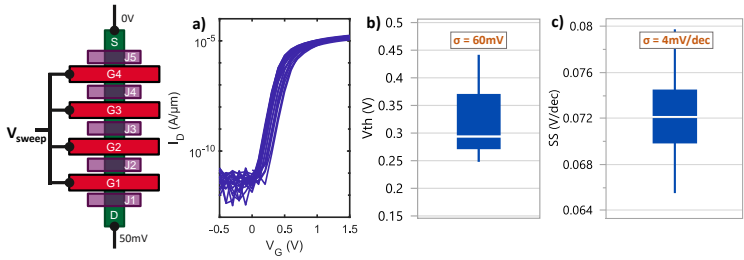 0V
S
J5
G4
J4
G3
J3
G2
J2
G1
J1
D
50mV
V_sweep
a)
I_D (A/µm)
10⁻⁵
10⁻¹⁰
-0.5 0 0.5 1 1.5
V_G (V)
b)
σ = 60mV
Vth (V)
0.5
0.45
0.4
0.35
0.3
0.25
0.2
0.15
c)
σ = 4mV/dec
SS (V/dec)
0.08
0.076
0.072
0.068
0.064